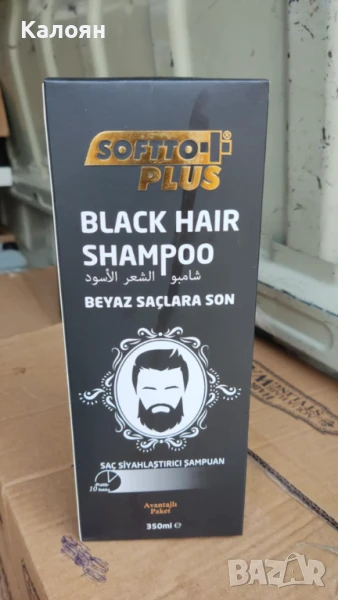 Калоян
SOFTTO
PLUS
BLACK HAIR
SHAMPOO
شامبو الشعر الأسود
BEYAZ SAÇLARA SON
SAÇ SİYAHLAŞTIRICI ŞAMPUAN
10
Avantajlı
Paket
350ml e
BAZAR